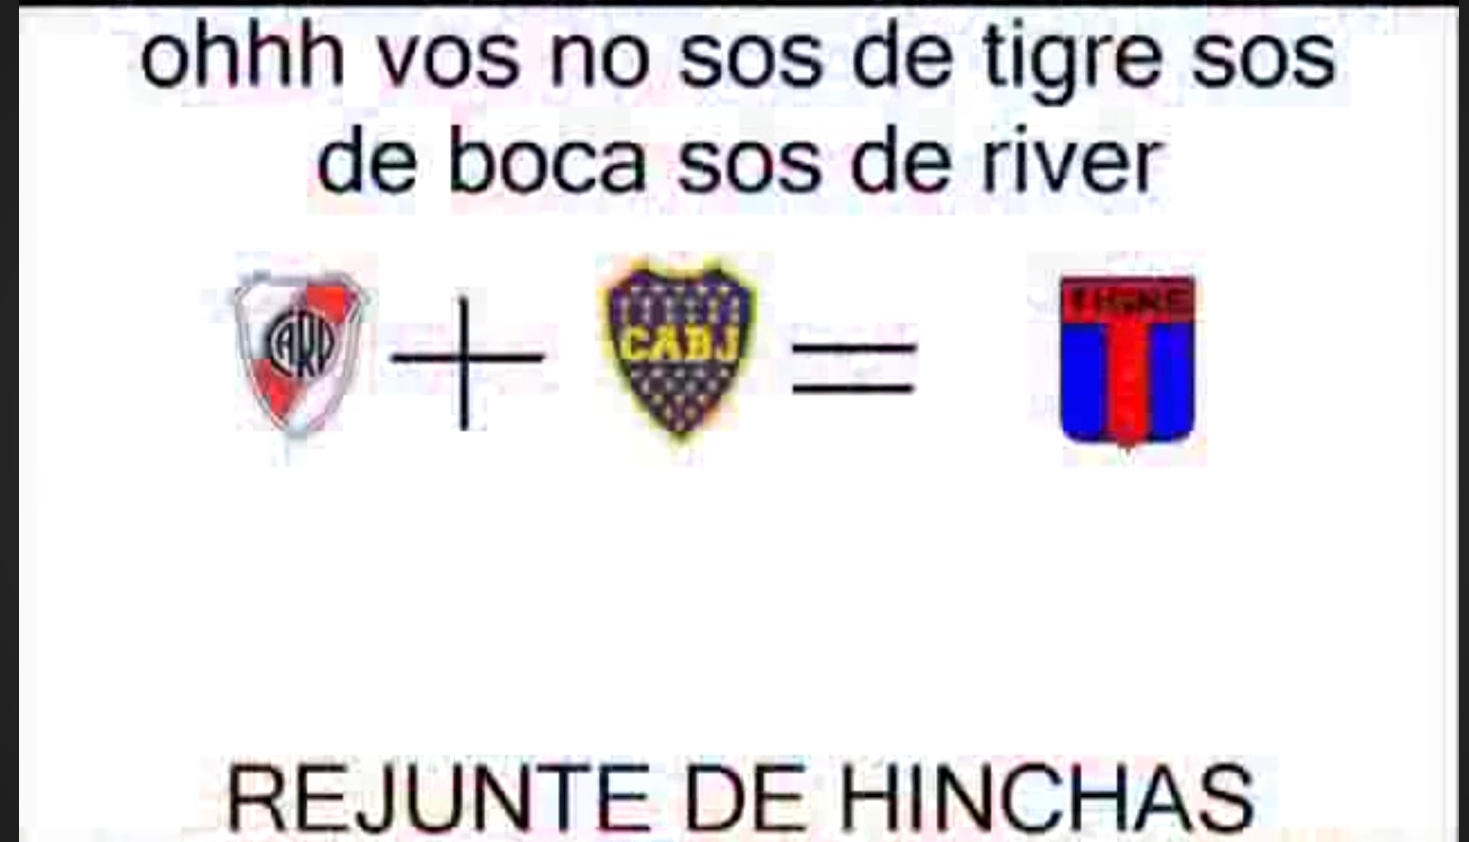 ohhh vos no sos de tigre sos
de boca sos de river
CARP + CABJ = TIGRE
REJUNTE DE HINCHAS